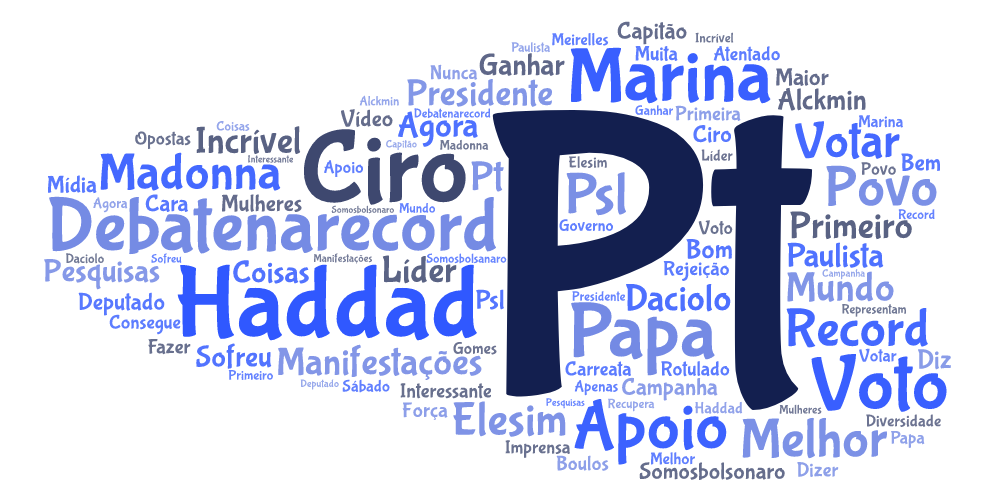 Capitão
Incrível
Meirelles
Paulista
Muita
Atentado
Ganhar
Marina
Nunca
Maior
Presidente
Alckmin
Alckmin
Debatenarecord
Ganhar
Primeira
Vídeo
Agora
Marina
Coisas
Opostas
Incrível
Ciro
Ciro
Votar
Capitão
Madonna
Interessante
Líder
Elesim
Bem
Povo
Apoio
Pt
Pt
Mídia
Madonna
Psl
Povo
Agora
Cara
Mulheres
Somosbolsonaro
Mundo
Record
Debatenarecord
Governo
Voto
Primeiro
Bom
Daciolo
Sofreu
Manifestações
Somosbolsanaro
Paulista
Pesquisas
Coisas
Líder
Rejeição
Campanha
Mundo
Deputado
Haddad
Psl
Presidente
Daciolo
Representam
Consegue
Papa
Record
Fazer
Gomes
Sofreu
Manifestações
Votar
Diz
Primeiro
Carreata
Rotulado
Deputado
Sábado
Apenas
Campanha
Voto
Interessante
Força
Pesquisas
Recupera
Haddad
Mulheres
Elesim
Apoio
Diversidade
Melhor
Papa
Imprensa
Melhor
Boulos
Somosbolsonaro
Dizer